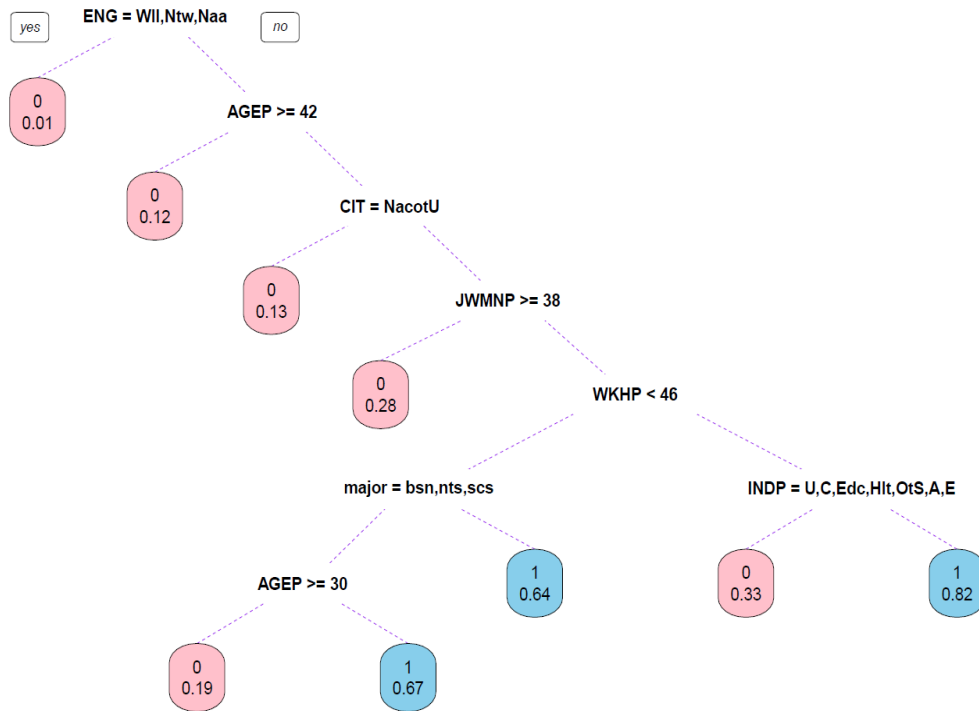 yes
ENG = Wll,Ntw,Naa
no
0
0.01
AGEP >= 42
0
0.12
CIT = NacotU
0
0.13
JWMNP >= 38
0
0.28
WKHP < 46
major = bsn,nts,scs
INDP = U,C,Edc,Hlt,OtS,A,E
AGEP >= 30
1
0.64
0
0.33
1
0.82
0
0.19
1
0.67